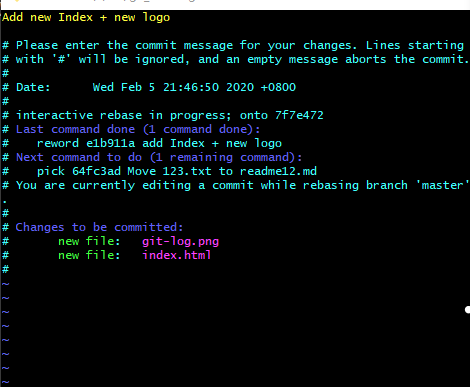 Add new Index + new logo
# Please enter the commit message for your changes. Lines starting
# with '#' will be ignored, and an empty message aborts the commit.
#
# Date:      Wed Feb 5 21:46:50 2020 +0800
#
# interactive rebase in progress; onto 7f7e472
# Last command done (1 command done):
#    reword e1b911a add Index + new logo
# Next command to do (1 remaining command):
#    pick 64fc3ad Move 123.txt to readme12.md
# You are currently editing a commit while rebasing branch 'master'
.
#
# Changes to be committed:
#       new file:   git-log.png
#       new file:   index.html
#
~
~
~
~
~
~
~
~